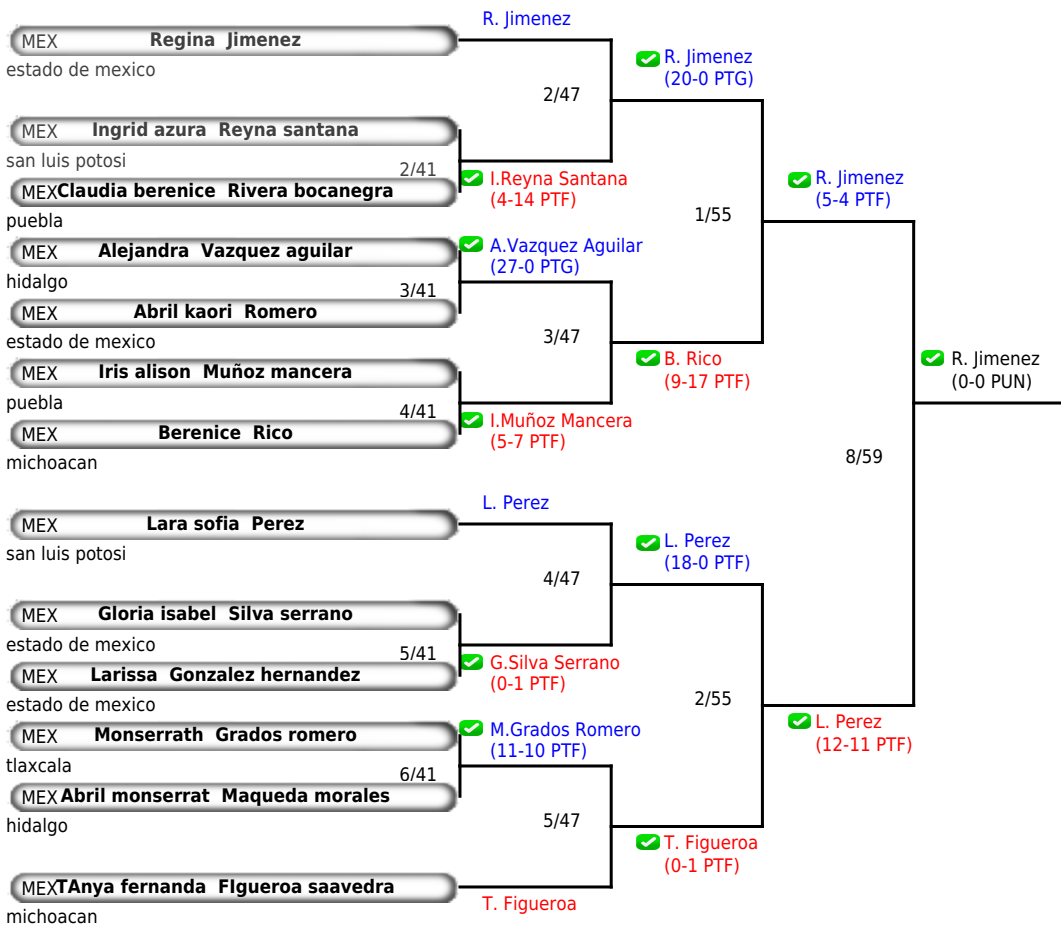 MEX Regina Jimenez
estado de mexico
MEX Ingrid azura Reyna santana
san luis potosi
2/41
MEX Claudia berenice Rivera bocanegra
puebla
MEX Alejandra Vazquez aguilar
hidalgo
3/41
MEX Abril kaori Romero
estado de mexico
MEX Iris alison Muñoz mancera
puebla
4/41
MEX Berenice Rico
michoacan
MEX Lara sofia Perez
san luis potosi
MEX Gloria isabel Silva serrano
estado de mexico
5/41
MEX Larissa Gonzalez hernandez
estado de mexico
MEX Monserrath Grados romero
tlaxcala
6/41
MEX Abril monserrat Maqueda morales
hidalgo
MEX TAnya fernanda FIgueroa saavedra
michoacan
R. Jimenez
2/47
I.Reyna Santana
(4-14 PTF)
A.Vazquez Aguilar
(27-0 PTG)
3/47
I.Muñoz Mancera
(5-7 PTF)
L. Perez
4/47
G.Silva Serrano
(0-1 PTF)
M.Grados Romero
(11-10 PTF)
5/47
T. Figueroa
R. Jimenez
(20-0 PTG)
1/55
B. Rico
(9-17 PTF)
L. Perez
(18-0 PTF)
2/55
T. Figueroa
(0-1 PTF)
R. Jimenez
(5-4 PTF)
8/59
L. Perez
(12-11 PTF)
R. Jimenez
(0-0 PUN)